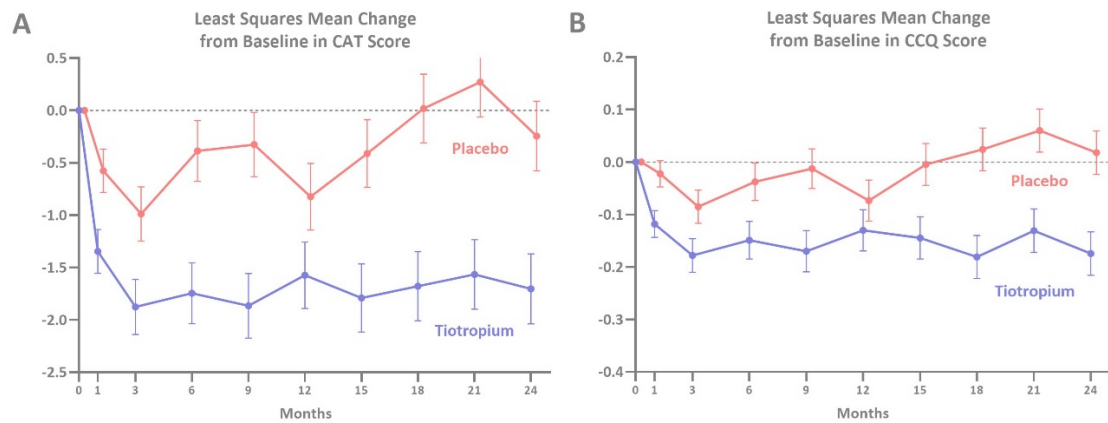 A
Least Squares Mean Change
from Baseline in CAT Score
0.5
0.0
-0.5
-1.0
-1.5
-2.0
-2.5
Placebo
Tiotropium
0 1 3 6 9 12 15 18 21 24
Months
B
Least Squares Mean Change
from Baseline in CCQ Score
0.2
0.1
0.0
-0.1
-0.2
-0.3
-0.4
Placebo
Tiotropium
0 1 3 6 9 12 15 18 21 24
Months